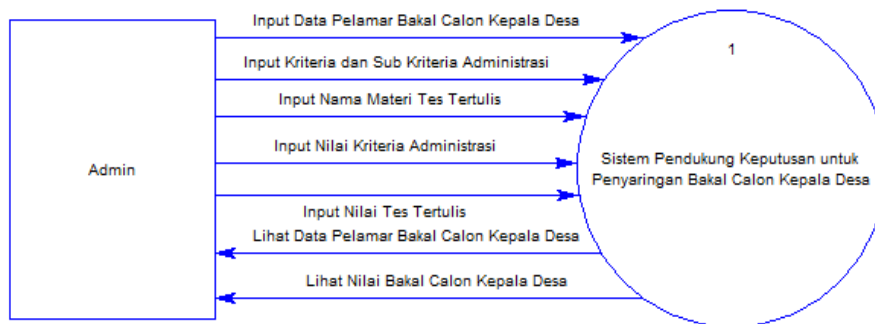 Input Data Pelamar Bakal Calon Kepala Desa
1
Input Kriteria dan Sub Kriteria Administrasi
Input Nama Materi Tes Tertulis
Input Nilai Kriteria Administrasi
Admin
Sistem Pendukung Keputusan untuk
Penyaringan Bakal Calon Kepala Desa
Input Nilai Tes Tertulis
Lihat Data Pelamar Bakal Calon Kepala Desa
Lihat Nilai Bakal Calon Kepala Desa